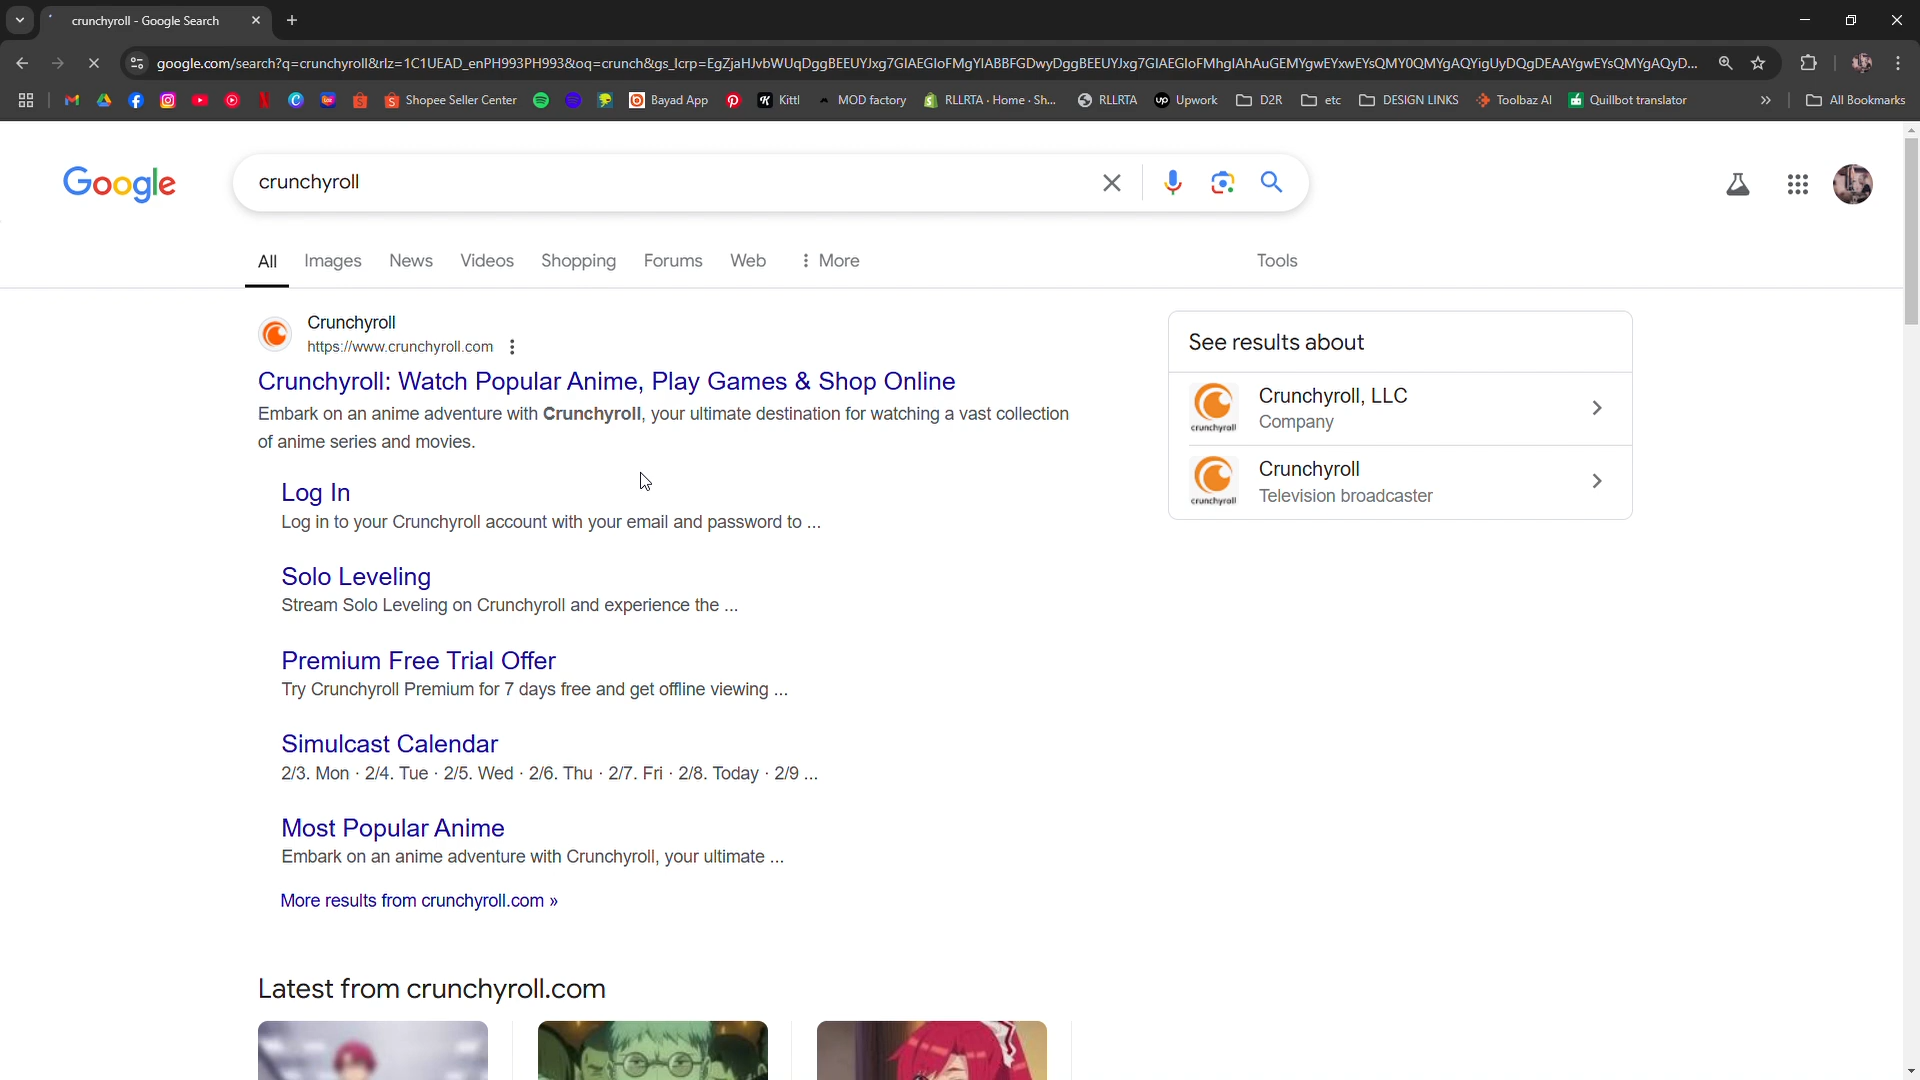 crunchyroll - Google Search
google.com/search?q=crunchyroll&rlz=1C1UEAD_enPH993PH993&oq=crunch&gs_lcrp=EgZjaHJvbWUqDggBEEUYJxg7GIAEGIoFMgYIABBFGDwyDggBEEUYJxg7GIAEGIoFMhgIAhAuGEMYgwEYxwEYsQMY0QMYgAQYigUyDQgDEAAYgwEYsQMYgAQyD...
Shopee Seller Center
Bayad App
Kittl
MOD factory
RLLRTA · Home · Sh...
RLLRTA
Upwork
D2R
etc
DESIGN LINKS
Toolbaz AI
Quillbot translator
All Bookmarks
Google
crunchyroll
All Images News Videos Shopping Forums Web More Tools
Crunchyroll
https://www.crunchyroll.com
Crunchyroll: Watch Popular Anime, Play Games & Shop Online
Embark on an anime adventure with Crunchyroll, your ultimate destination for watching a vast collection
of anime series and movies.
Log In
Log in to your Crunchyroll account with your email and password to ...
Solo Leveling
Stream Solo Leveling on Crunchyroll and experience the ...
Premium Free Trial Offer
Try Crunchyroll Premium for 7 days free and get offline viewing ...
Simulcast Calendar
2/3. Mon · 2/4. Tue · 2/5. Wed · 2/6. Thu · 2/7. Fri · 2/8. Today · 2/9 ...
Most Popular Anime
Embark on an anime adventure with Crunchyroll, your ultimate ...
More results from crunchyroll.com »
Latest from crunchyroll.com
See results about
crunchyroll
Crunchyroll, LLC
Company
crunchyroll
Crunchyroll
Television broadcaster